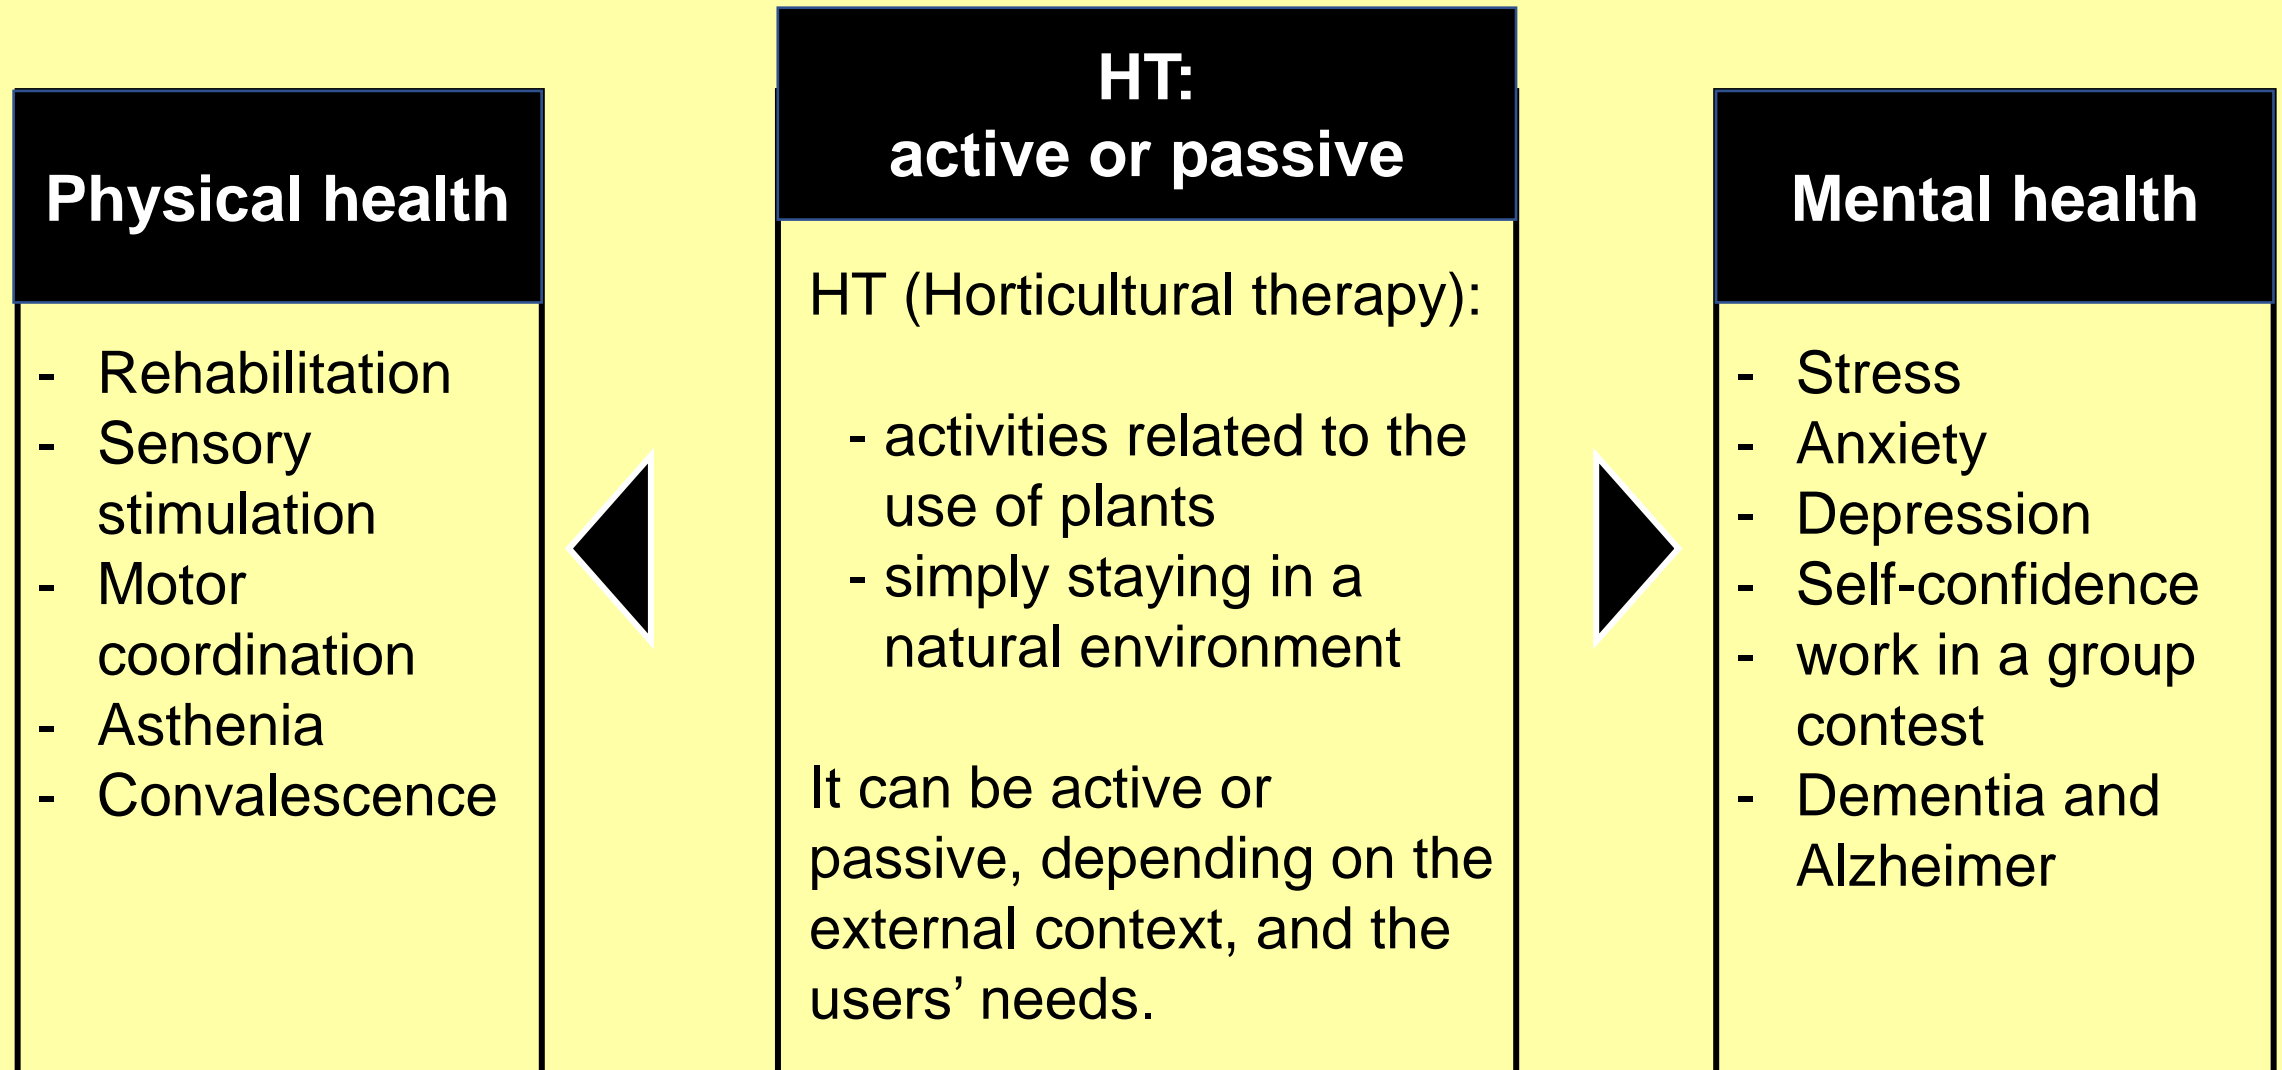 Physical health
- Rehabilitation
- Sensory
stimulation
- Motor
coordination
- Asthenia
- Convalescence
HT:
active or passive
HT (Horticultural therapy):
- activities related to the
use of plants
- simply staying in a
natural environment
It can be active or
passive, depending on the
external context, and the
users’ needs.
Mental health
- Stress
- Anxiety
- Depression
- Self-confidence
- work in a group
contest
- Dementia and
Alzheimer